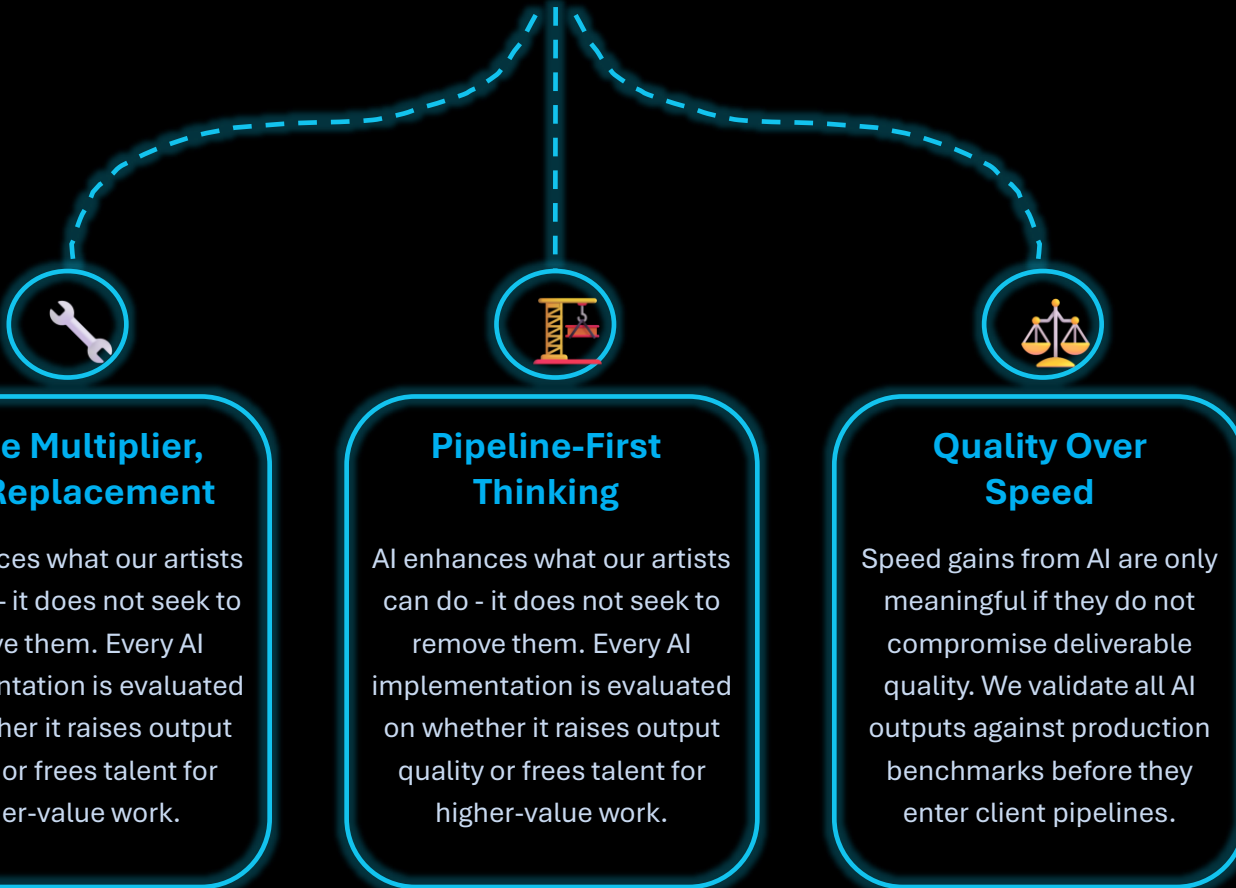 e Multiplier,
Replacement
ces what our artists
- it does not seek to
ve them. Every AI
ntation is evaluated
her it raises output
or frees talent for
er-value work.
Pipeline-First
Thinking
AI enhances what our artists
can do - it does not seek to
remove them. Every AI
implementation is evaluated
on whether it raises output
quality or frees talent for
higher-value work.
Quality Over
Speed
Speed gains from AI are only
meaningful if they do not
compromise deliverable
quality. We validate all AI
outputs against production
benchmarks before they
enter client pipelines.